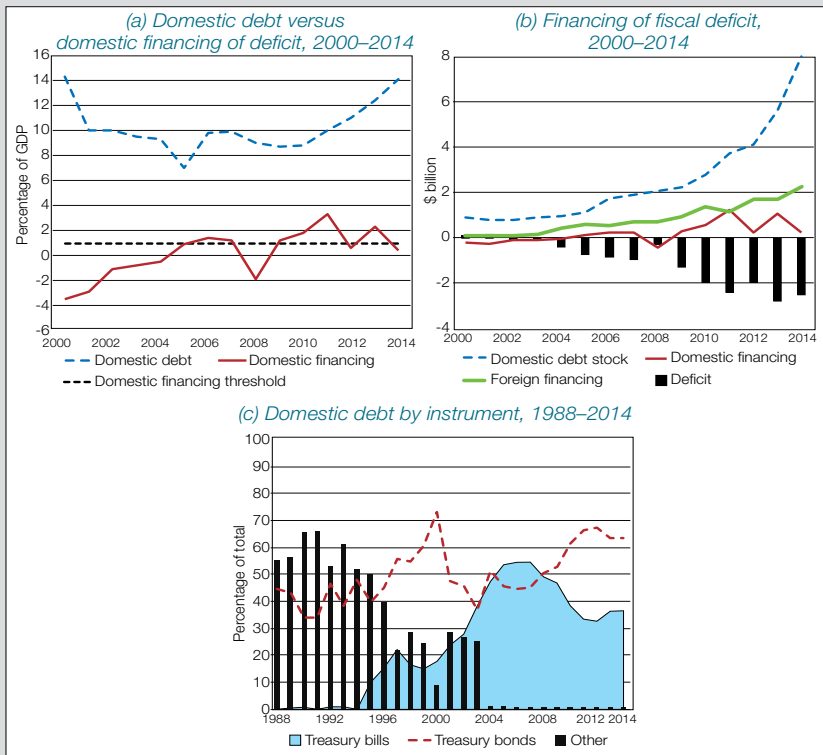 (a) Domestic debt versus
domestic financing of deficit, 2000–2014
16
14
12
10
8
6
4
2
0
-2
-4
-6
Percentage of GDP
2000 2002 2004 2006 2008 2010 2012 2014
Domestic debt Domestic financing
Domestic financing threshold
(b) Financing of fiscal deficit,
2000–2014
8
6
4
2
0
-2
-4
$ billion
2000 2002 2004 2006 2008 2010 2012 2014
Domestic debt stock Domestic financing
Foreign financing Deficit
(c) Domestic debt by instrument, 1988–2014
100
90
80
70
60
50
40
30
20
10
0
Percentage of total
1988 1992 1996 2000 2004 2008 2012 2014
Treasury bills Treasury bonds Other